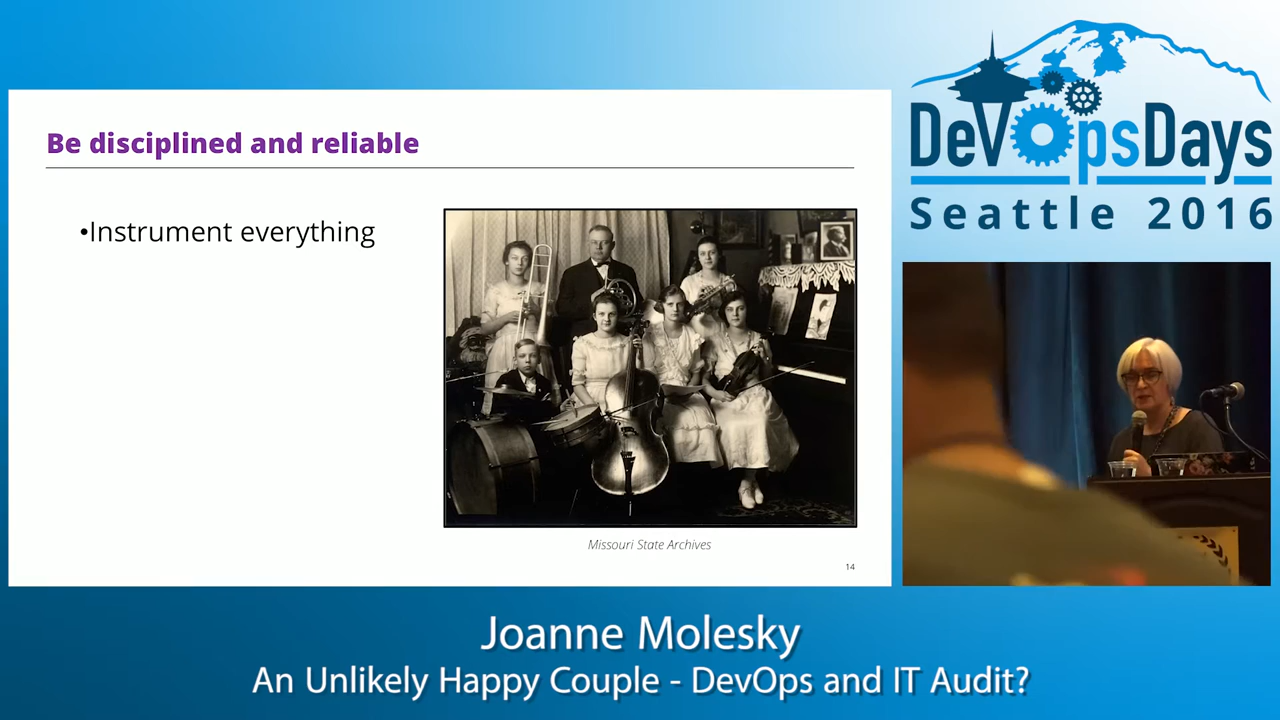 Be disciplined and reliable
•Instrument everything
Missouri State Archives
14
DevOpsDays
Seattle 2016
Joanne Molesky
An Unlikely Happy Couple - DevOps and IT Audit?